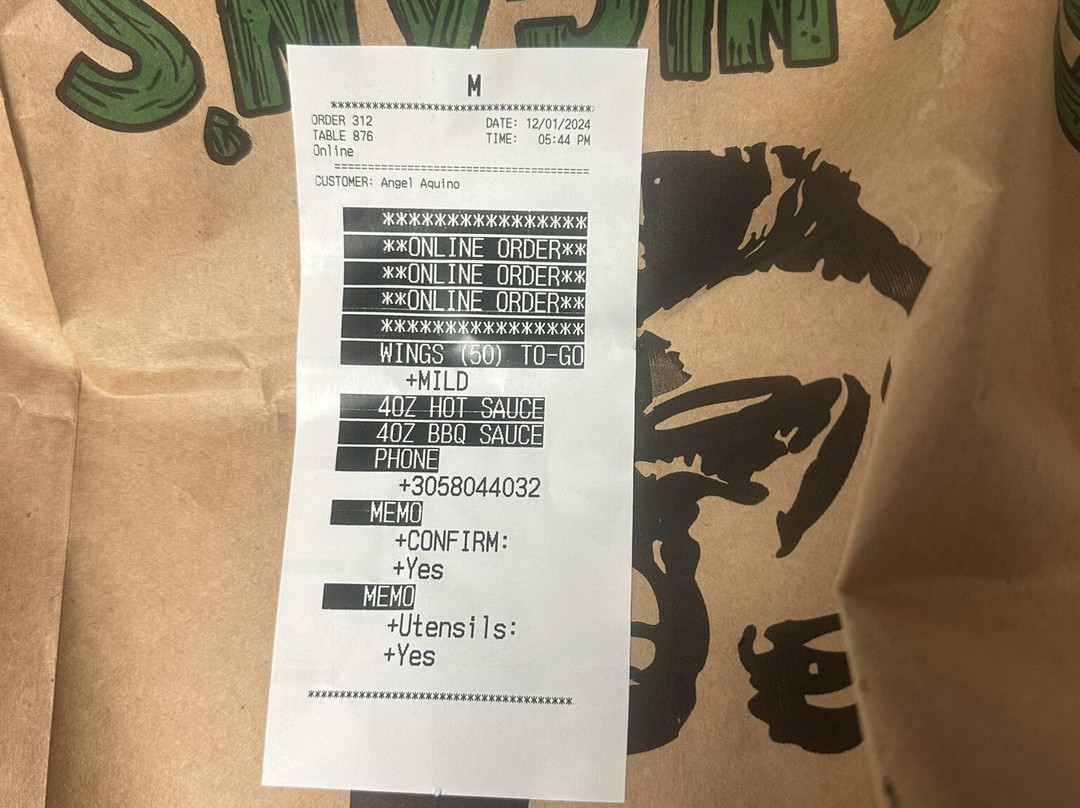 M
****************************************************
ORDER 312 DATE: 12/01/2024
TABLE 876 TIME: 05:44 PM
Online
==========================================
CUSTOMER: Angel Aquino
****************
**ONLINE ORDER**
**ONLINE ORDER**
**ONLINE ORDER**
****************
WINGS (50) TO-GO
+MILD
4OZ HOT SAUCE
4OZ BBQ SAUCE
PHONE
+3058044032
MEMO
+CONFIRM:
+Yes
MEMO
+Utensils:
+Yes
****************************************************